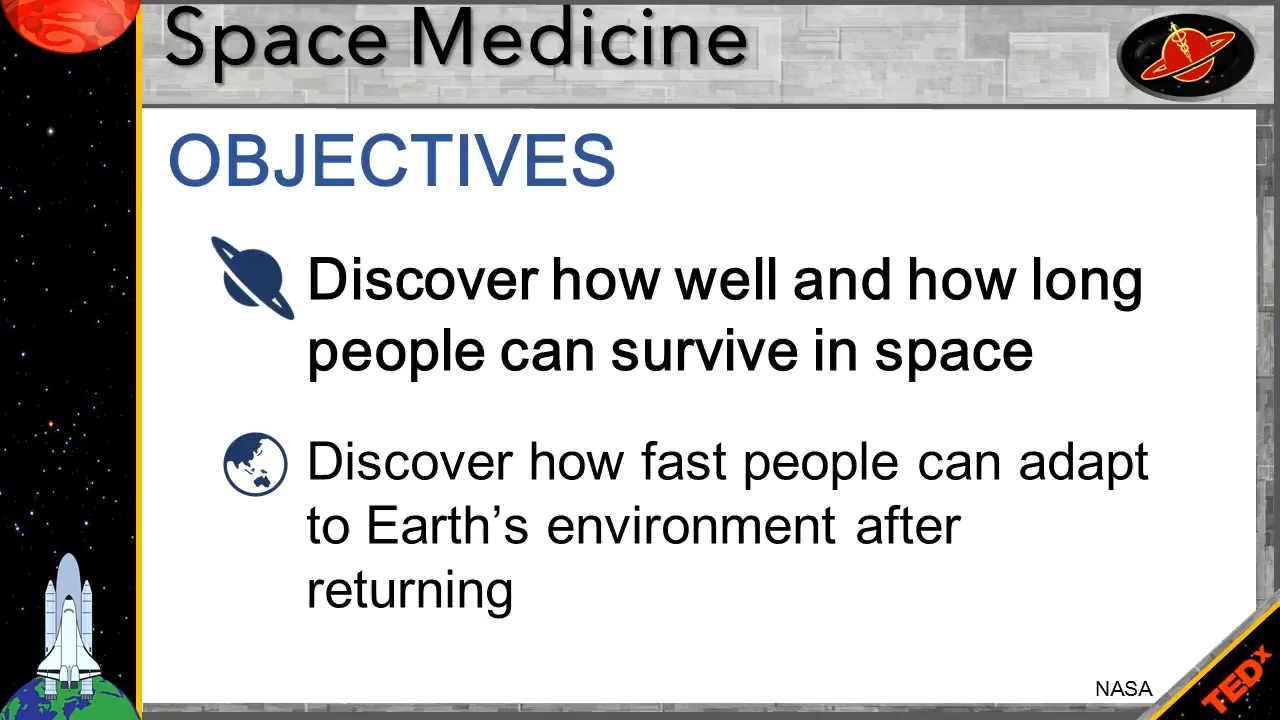 Space Medicine
OBJECTIVES
Discover how well and how long
people can survive in space
Discover how fast people can adapt
to Earth’s environment after
returning
NASA
TEDx